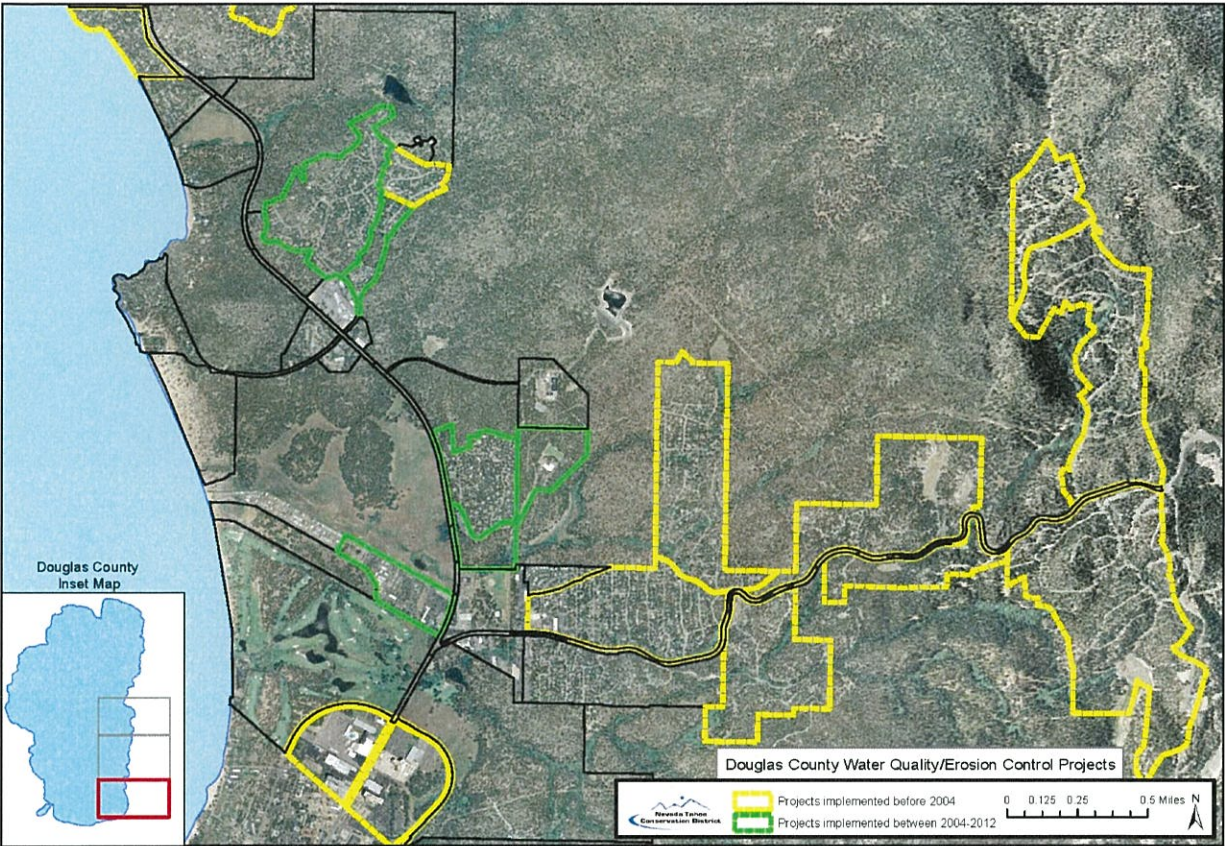 Douglas County
Inset Map
Douglas County Water Quality/Erosion Control Projects
Nevada Tahoe
Conservation District
Projects implemented before 2004
Projects implemented between 2004-2012
0 0.125 0.25 0.5 Miles
N